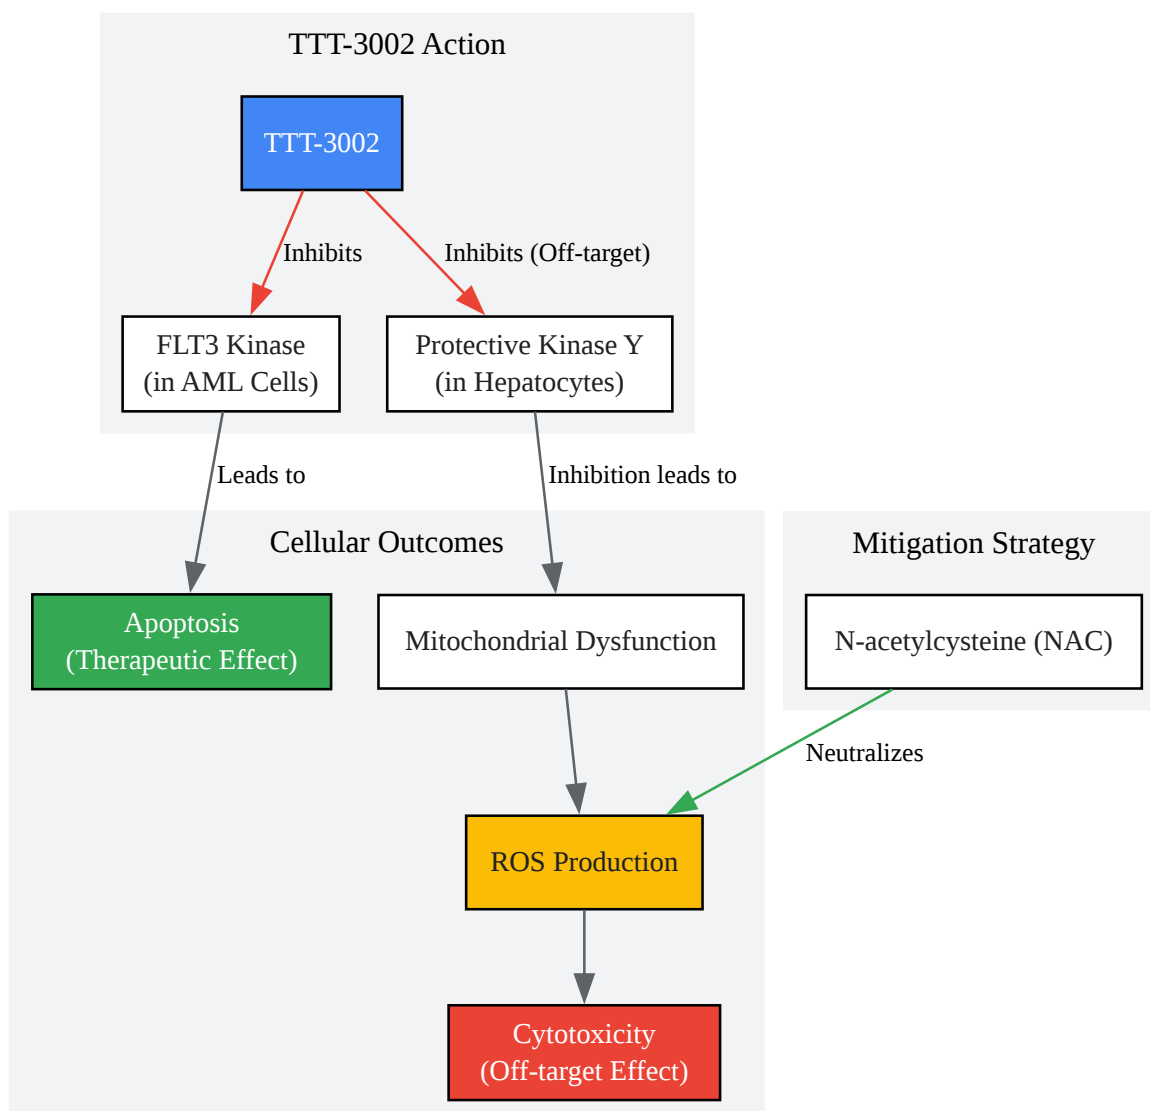 TTT-3002 Action
TTT-3002
Inhibits
Inhibits (Off-target)
FLT3 Kinase
(in AML Cells)
Protective Kinase Y
(in Hepatocytes)
Leads to
Inhibition leads to
Cellular Outcomes
Mitigation Strategy
Apoptosis
(Therapeutic Effect)
Mitochondrial Dysfunction
N-acetylcysteine (NAC)
Neutralizes
ROS Production
Cytotoxicity
(Off-target Effect)